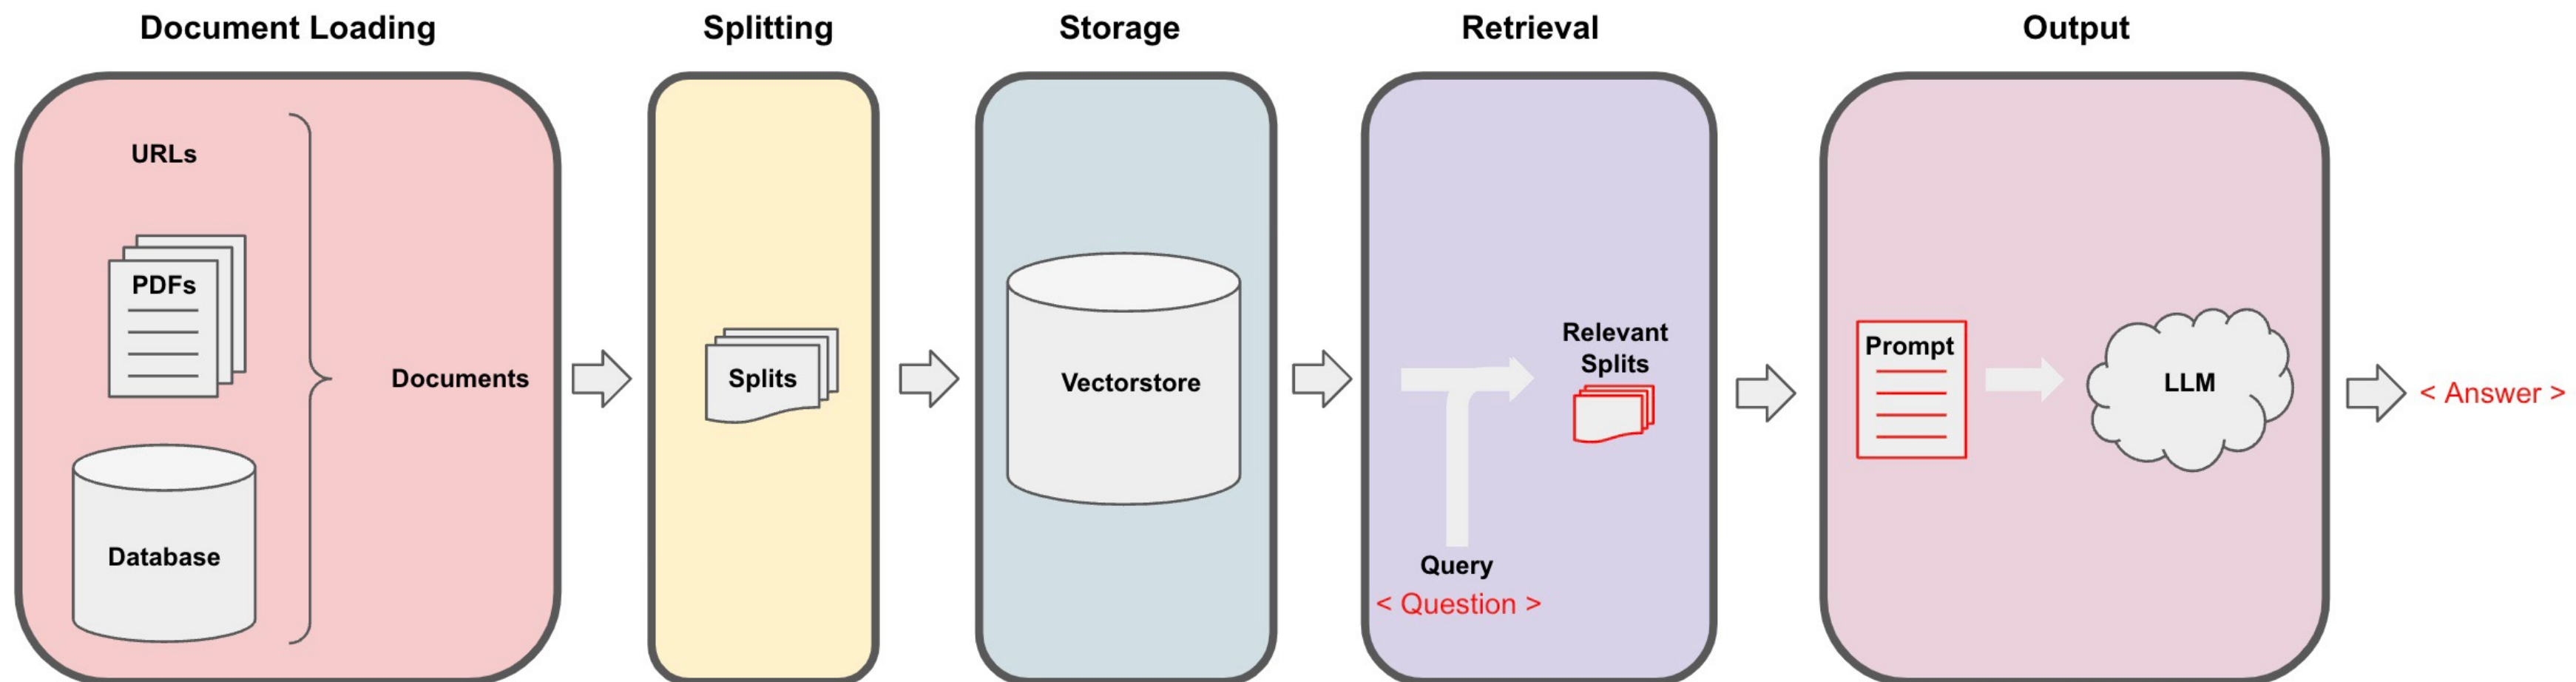 Document Loading
Splitting
Storage
Retrieval
Output
URLs
PDFs
Database
Documents
Splits
Vectorstore
Relevant
Splits
Query
< Question >
Prompt
LLM
< Answer >